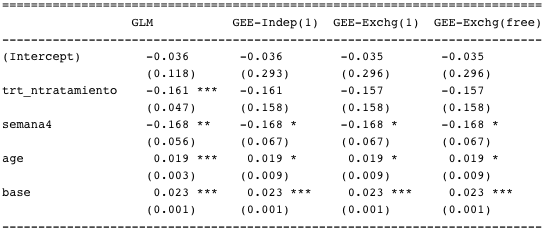 ================================================================================
GLM GEE-Indep(1) GEE-Exchg(1) GEE-Exchg(free)
--------------------------------------------------------------------------------
(Intercept) -0.036 -0.036 -0.035 -0.035
(0.118) (0.293) (0.296) (0.296)
trt_ntratamiento -0.161 *** -0.161 -0.157 -0.157
(0.047) (0.158) (0.158) (0.158)
semana4 -0.168 ** -0.168 * -0.168 * -0.168 *
(0.056) (0.067) (0.067) (0.067)
age 0.019 *** 0.019 * 0.019 * 0.019 *
(0.003) (0.009) (0.009) (0.009)
base 0.023 *** 0.023 *** 0.023 *** 0.023 ***
(0.001) (0.001) (0.001) (0.001)
--------------------------------------------------------------------------------